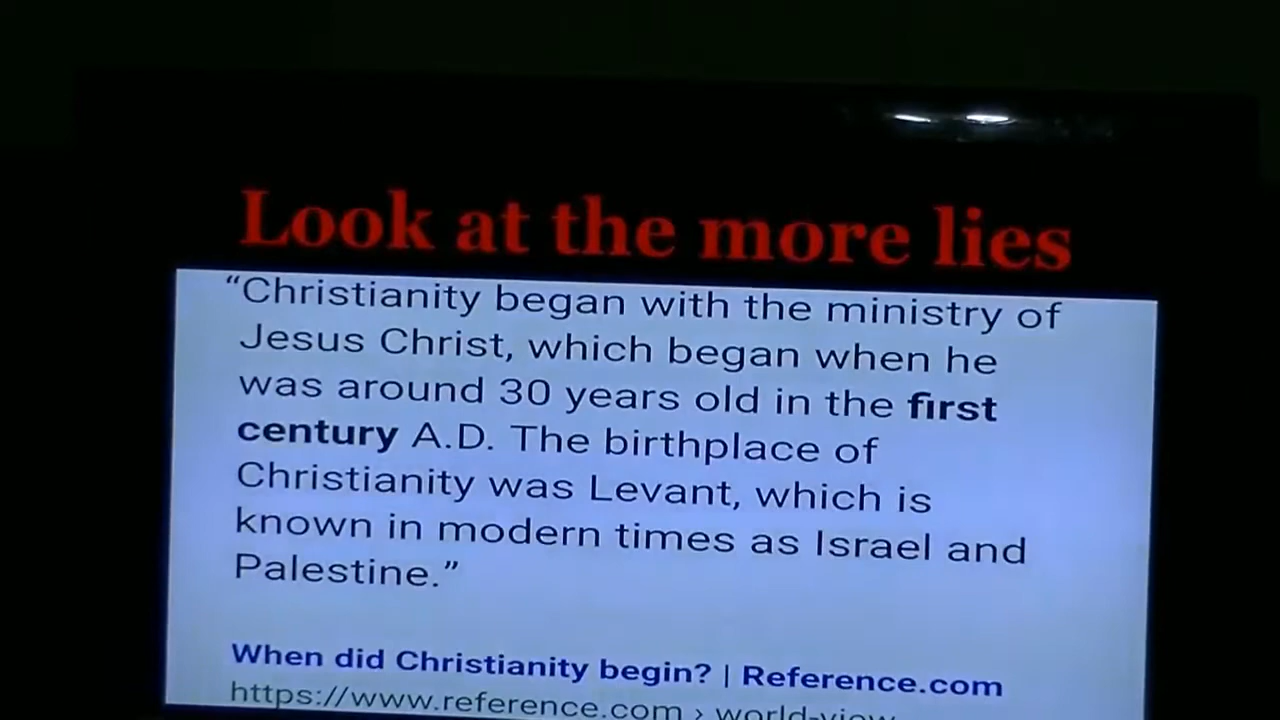 Look at the more lies
“Christianity began with the ministry of
Jesus Christ, which began when he
was around 30 years old in the first
century A.D. The birthplace of
Christianity was Levant, which is
known in modern times as Israel and
Palestine.”
When did Christianity begin? | Reference.com
https://www.reference.com › world-view